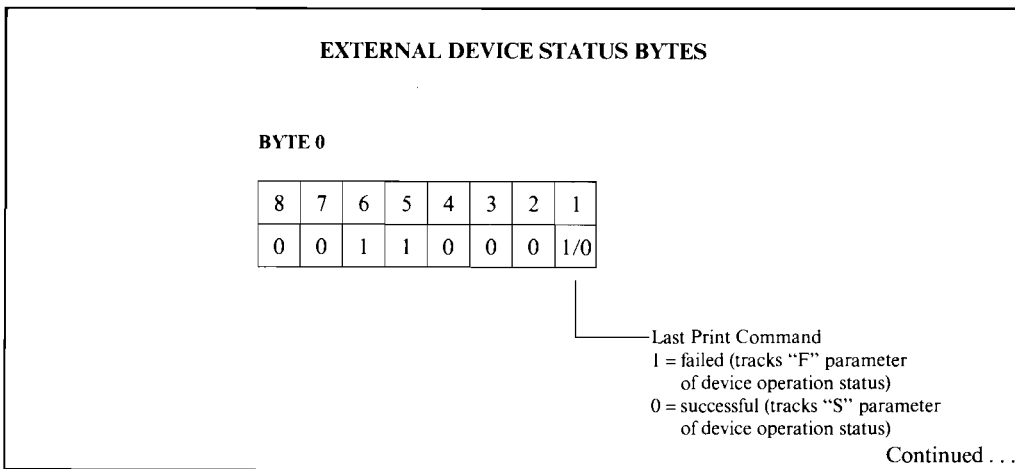 EXTERNAL DEVICE STATUS BYTES
BYTE 0
8 7 6 5 4 3 2 1
0 0 1 1 0 0 0 1/0
Last Print Command
1 = failed (tracks “F” parameter
of device operation status)
0 = successful (tracks “S” parameter
of device operation status)
Continued . . .